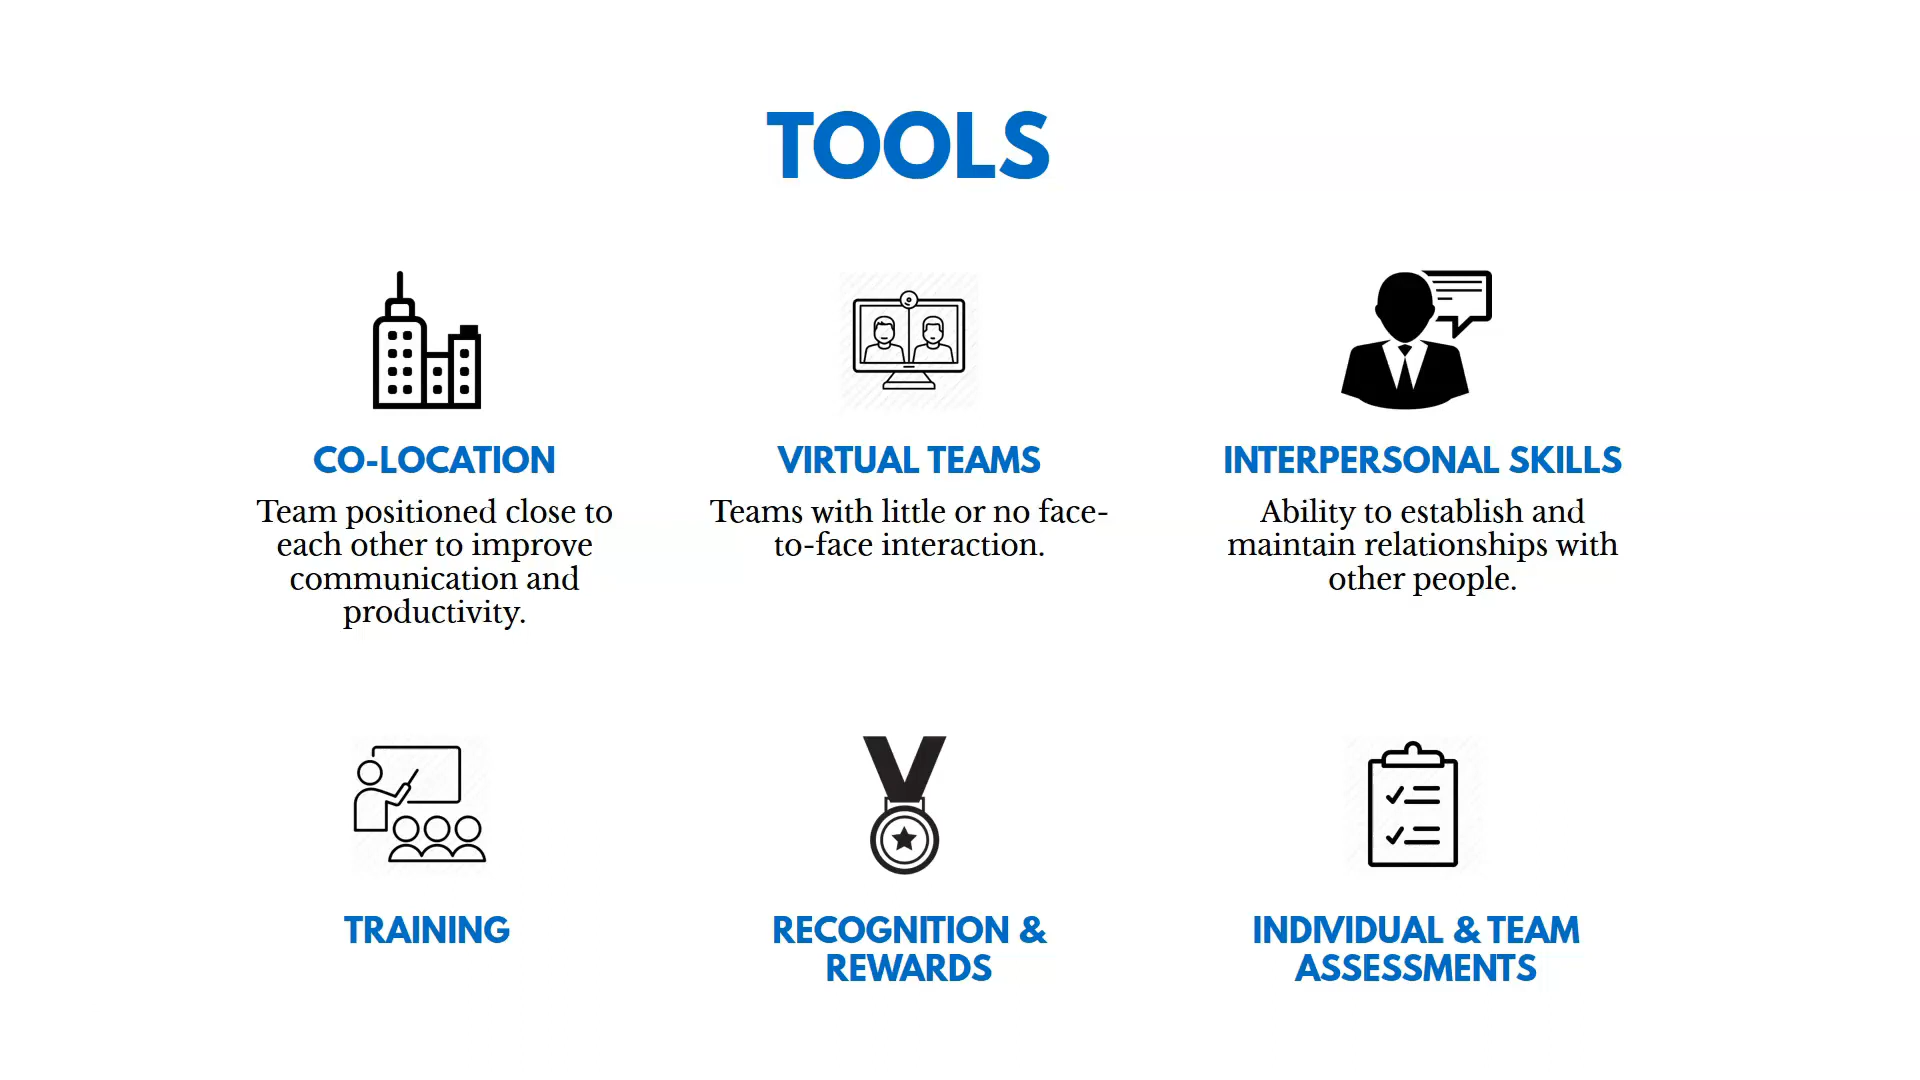 TOOLS
CO-LOCATION
Team positioned close to
each other to improve
communication and
productivity.
VIRTUAL TEAMS
Teams with little or no face-
to-face interaction.
INTERPERSONAL SKILLS
Ability to establish and
maintain relationships with
other people.
TRAINING
RECOGNITION &
REWARDS
INDIVIDUAL & TEAM
ASSESSMENTS